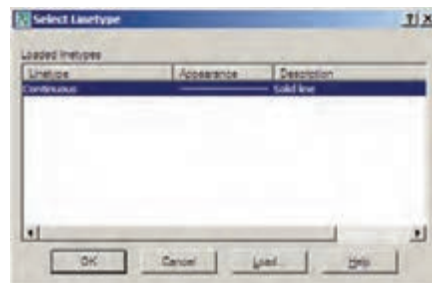 Select Linetype
Loaded linetypes
Linetype Appearance Description
Continuous Solid line
OK Cancel Load... Help